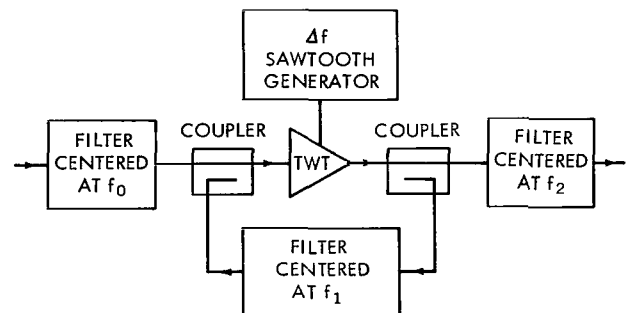 Δf
SAWTOOTH
GENERATOR
FILTER
CENTERED
AT f₀
COUPLER
TWT
COUPLER
FILTER
CENTERED
AT f₂
FILTER
CENTERED
AT f₁